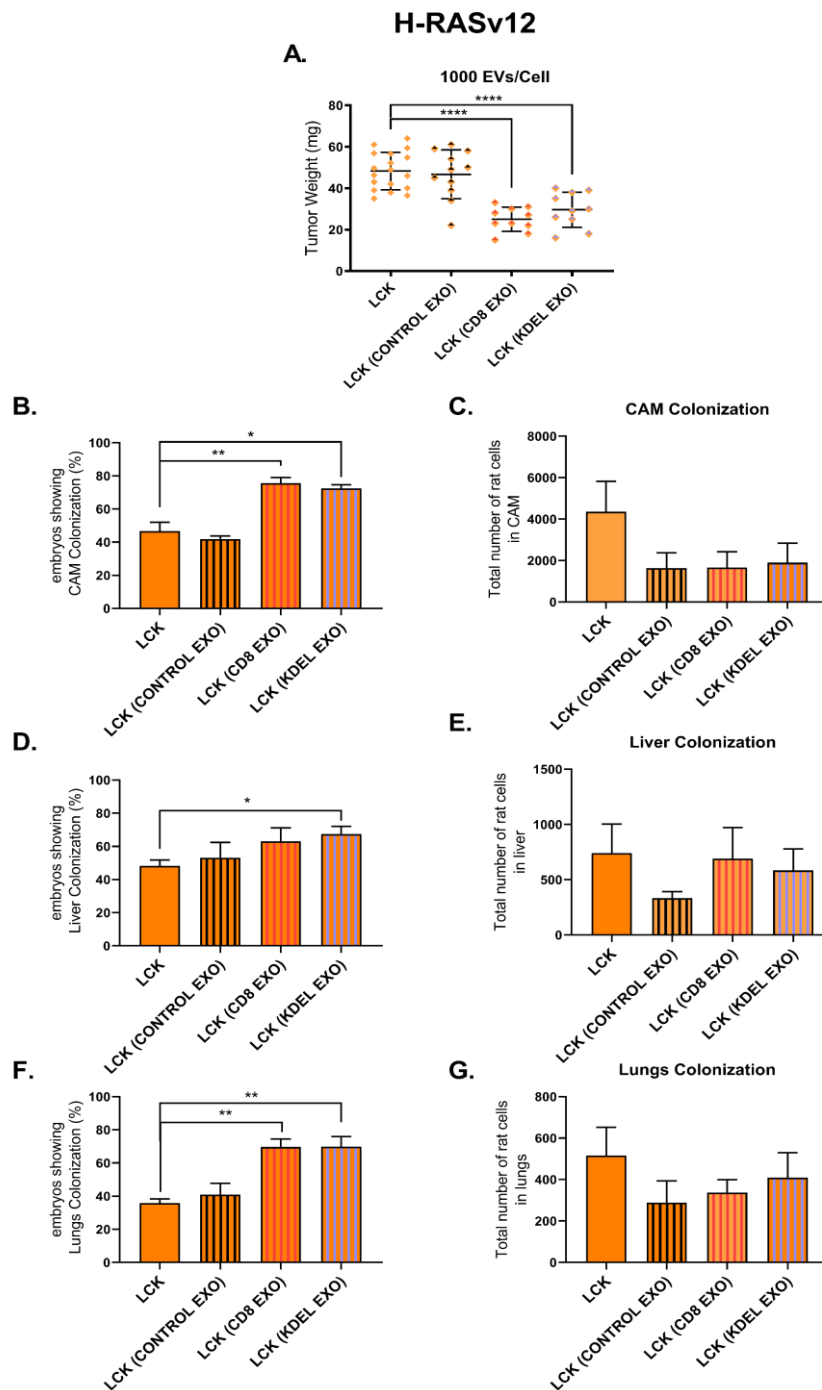 H-RASv12
A.
1000 EVs/Cell
****
****
Tumor Weight (mg)
80
60
40
20
0
LCK
LCK (CONTROL EXO)
LCK (CD8 EXO)
LCK (KDEL EXO)
B.
*
**
embryos showing
CAM Colonization (%)
100
80
60
40
20
0
LCK
LCK (CONTROL EXO)
LCK (CD8 EXO)
LCK (KDEL EXO)
C.
CAM Colonization
Total number of rat cells
in CAM
8000
6000
4000
2000
0
LCK
LCK (CONTROL EXO)
LCK (CD8 EXO)
LCK (KDEL EXO)
D.
*
embryos showing
Liver Colonization (%)
100
80
60
40
20
0
LCK
LCK (CONTROL EXO)
LCK (CD8 EXO)
LCK (KDEL EXO)
E.
Liver Colonization
Total number of rat cells
in liver
1500
1000
500
0
LCK
LCK (CONTROL EXO)
LCK (CD8 EXO)
LCK (KDEL EXO)
F.
**
**
embryos showing
Lungs Colonization (%)
100
80
60
40
20
0
LCK
LCK (CONTROL EXO)
LCK (CD8 EXO)
LCK (KDEL EXO)
G.
Lungs Colonization
Total number of rat cells
in lungs
800
600
400
200
0
LCK
LCK (CONTROL EXO)
LCK (CD8 EXO)
LCK (KDEL EXO)